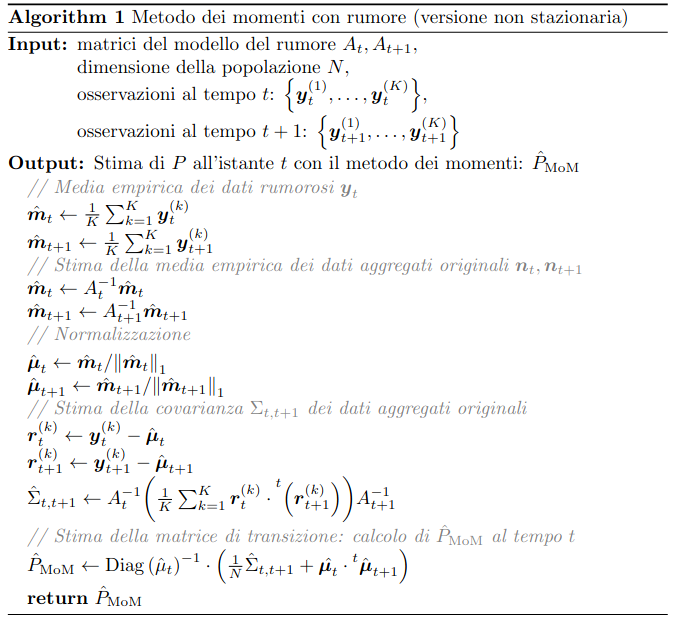 Algorithm 1 Metodo dei momenti con rumore (versione non stazionaria)
Input: matrici del modello del rumore $A_t, A_{t+1}$,
dimensione della popolazione $N$,
osservazioni al tempo $t$: $\left\{\boldsymbol{y}_t^{(1)}, \ldots, \boldsymbol{y}_t^{(K)}\right\}$,
osservazioni al tempo $t+1$: $\left\{\boldsymbol{y}_{t+1}^{(1)}, \ldots, \boldsymbol{y}_{t+1}^{(K)}\right\}$
Output: Stima di $P$ all'istante $t$ con il metodo dei momenti: $\hat{P}_{\mathrm{MoM}}$
// Media empirica dei dati rumorosi $\boldsymbol{y}_t$
$\hat{\boldsymbol{m}}_t \leftarrow \frac{1}{K} \sum_{k=1}^{K} \boldsymbol{y}_t^{(k)}$
$\hat{\boldsymbol{m}}_{t+1} \leftarrow \frac{1}{K} \sum_{k=1}^{K} \boldsymbol{y}_{t+1}^{(k)}$
// Stima della media empirica dei dati aggregati originali $\boldsymbol{n}_t, \boldsymbol{n}_{t+1}$
$\hat{\boldsymbol{m}}_t \leftarrow A_t^{-1} \hat{\boldsymbol{m}}_t$
$\hat{\boldsymbol{m}}_{t+1} \leftarrow A_{t+1}^{-1} \hat{\boldsymbol{m}}_{t+1}$
// Normalizzazione
$\hat{\boldsymbol{\mu}}_t \leftarrow \hat{\boldsymbol{m}}_t / \|\hat{\boldsymbol{m}}_t\|_1$
$\hat{\boldsymbol{\mu}}_{t+1} \leftarrow \hat{\boldsymbol{m}}_{t+1} / \|\hat{\boldsymbol{m}}_{t+1}\|_1$
// Stima della covarianza $\Sigma_{t,t+1}$ dei dati aggregati originali
$\boldsymbol{r}_t^{(k)} \leftarrow \boldsymbol{y}_t^{(k)} - \hat{\boldsymbol{\mu}}_t$
$\boldsymbol{r}_{t+1}^{(k)} \leftarrow \boldsymbol{y}_{t+1}^{(k)} - \hat{\boldsymbol{\mu}}_{t+1}$
$\hat{\Sigma}_{t,t+1} \leftarrow A_t^{-1} \left( \frac{1}{K} \sum_{k=1}^{K} \boldsymbol{r}_t^{(k)} \cdot {}^t\left(\boldsymbol{r}_{t+1}^{(k)}\right) \right) A_{t+1}^{-1}$
// Stima della matrice di transizione: calcolo di $\hat{P}_{\mathrm{MoM}}$ al tempo t
$\hat{P}_{\mathrm{MoM}} \leftarrow \mathrm{Diag}\left(\hat{\mu}_t\right)^{-1} \cdot \left( \frac{1}{N} \hat{\Sigma}_{t,t+1} + \hat{\boldsymbol{\mu}}_t \cdot {}^t\hat{\boldsymbol{\mu}}_{t+1} \right)$
return $\hat{P}_{\mathrm{MoM}}$